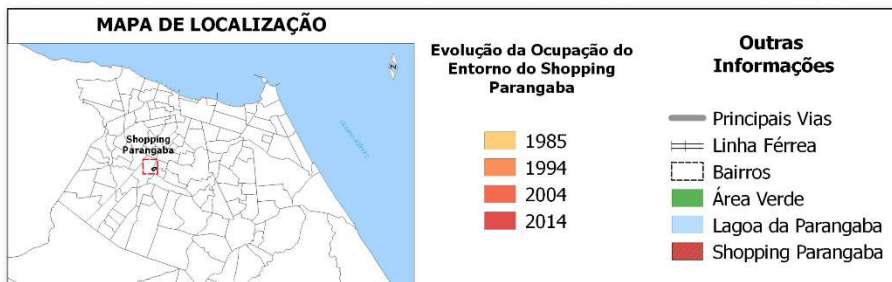 MAPA DE LOCALIZAÇÃO
N
Shopping
Parangaba
Evolução da Ocupação do
Entorno do Shopping
Parangaba
1985
1994
2004
2014
Outras
Informações
Principais Vias
Linha Férrea
Bairros
Área Verde
Lagoa da Parangaba
Shopping Parangaba